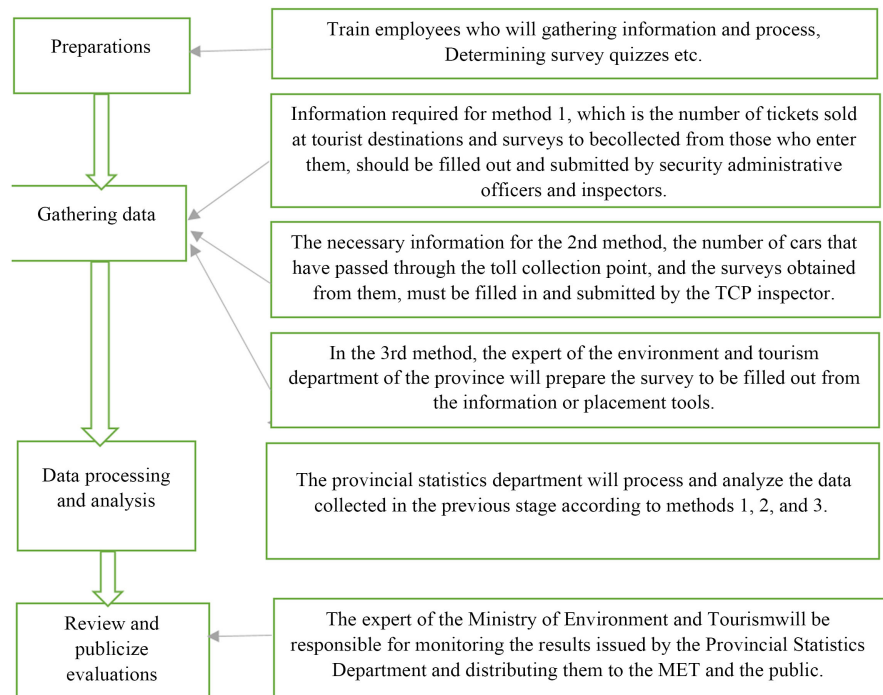 Preparations
Train employees who will gathering information and process,
Determining survey quizzes etc.
Information required for method 1, which is the number of tickets sold
at tourist destinations and surveys to becollected from those who enter
them, should be filled out and submitted by security administrative
officers and inspectors.
Gathering data
The necessary information for the 2nd method, the number of cars that
have passed through the toll collection point, and the surveys obtained
from them, must be filled in and submitted by the TCP inspector.
In the 3rd method, the expert of the environment and tourism
department of the province will prepare the survey to be filled out from
the information or placement tools.
Data processing
and analysis
The provincial statistics department will process and analyze the data
collected in the previous stage according to methods 1, 2, and 3.
Review and
publicize
evaluations
The expert of the Ministry of Environment and Tourismwill be
responsible for monitoring the results issued by the Provincial Statistics
Department and distributing them to the MET and the public.